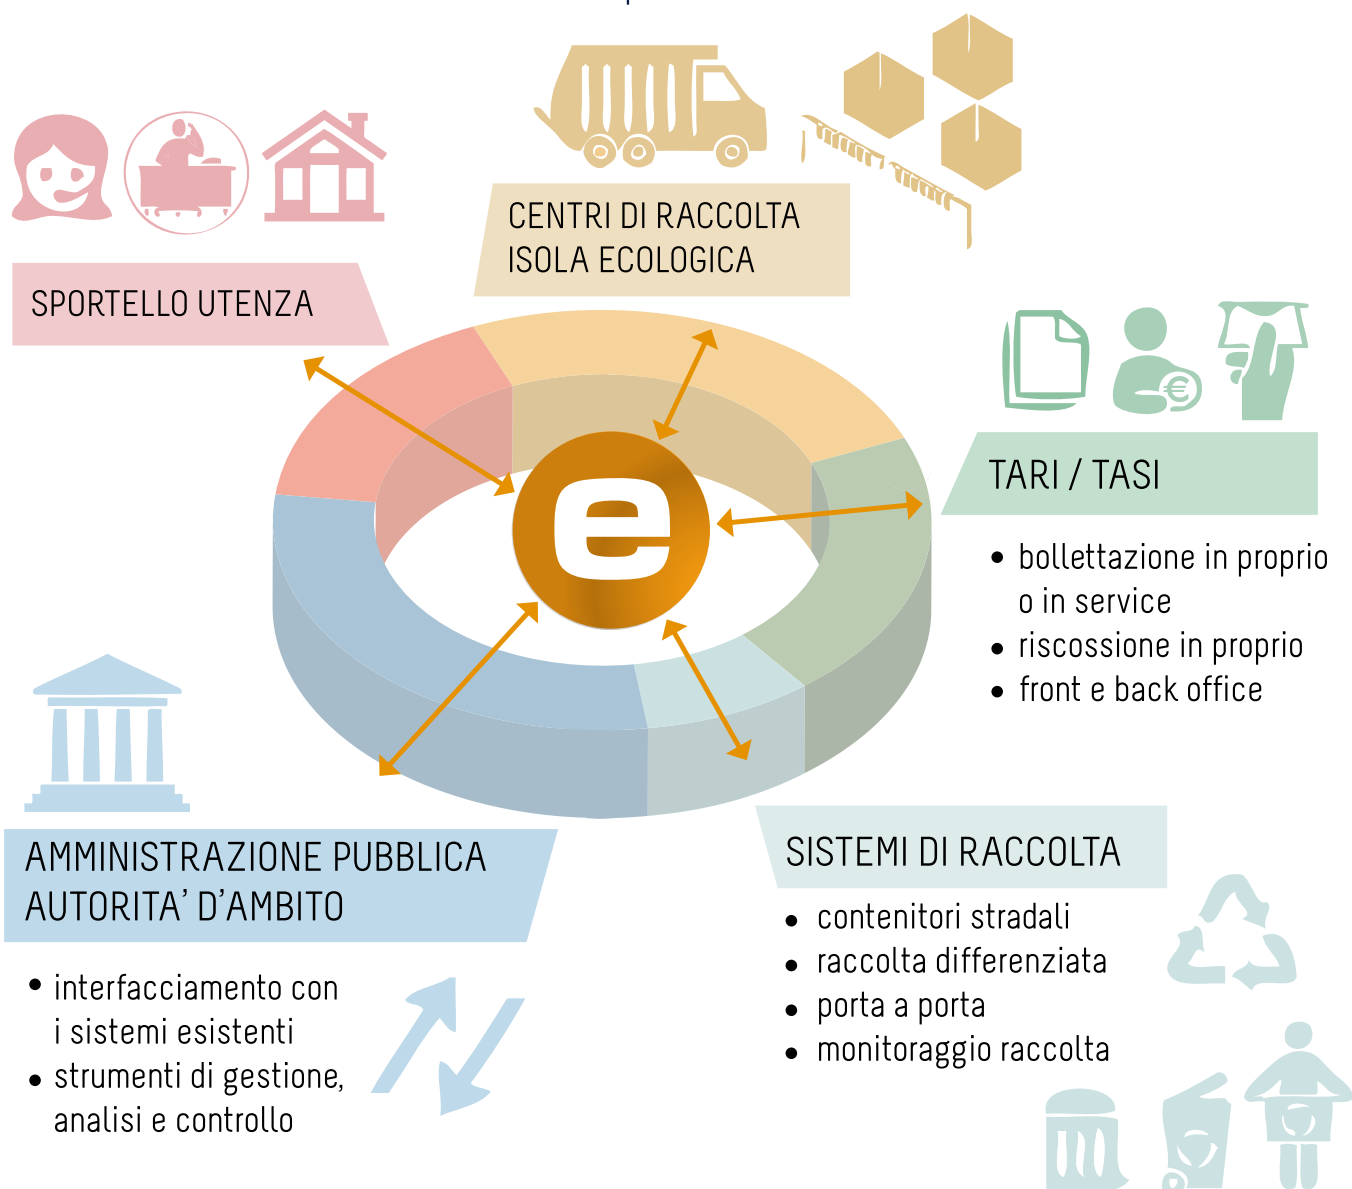 CENTRI DI RACCOLTA
ISOLA ECOLOGICA
SPORTELLO UTENZA
TARI / TASI
• bollettazione in proprio
o in service
• riscossione in proprio
• front e back office
e
€
AMMINISTRAZIONE PUBBLICA
AUTORITA’ D’AMBITO
• interfacciamento con
i sistemi esistenti
• strumenti di gestione,
analisi e controllo
SISTEMI DI RACCOLTA
• contenitori stradali
• raccolta differenziata
• porta a porta
• monitoraggio raccolta